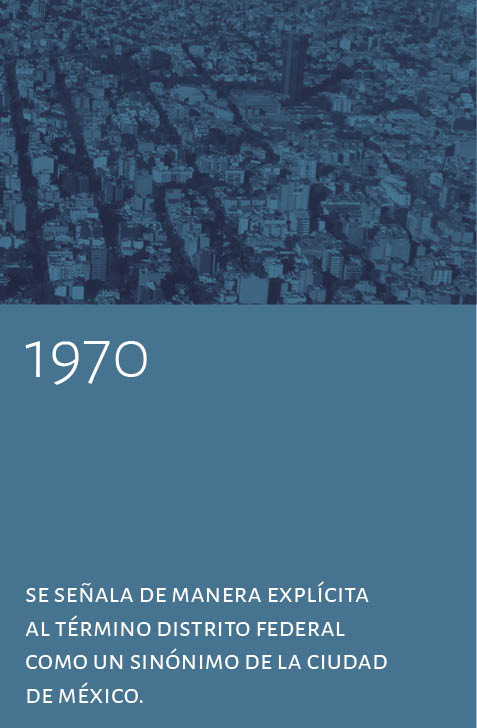 1970
SE SEÑALA DE MANERA EXPLÍCITA
AL TÉRMINO DISTRITO FEDERAL
COMO UN SINÓNIMO DE LA CIUDAD
DE MÉXICO.